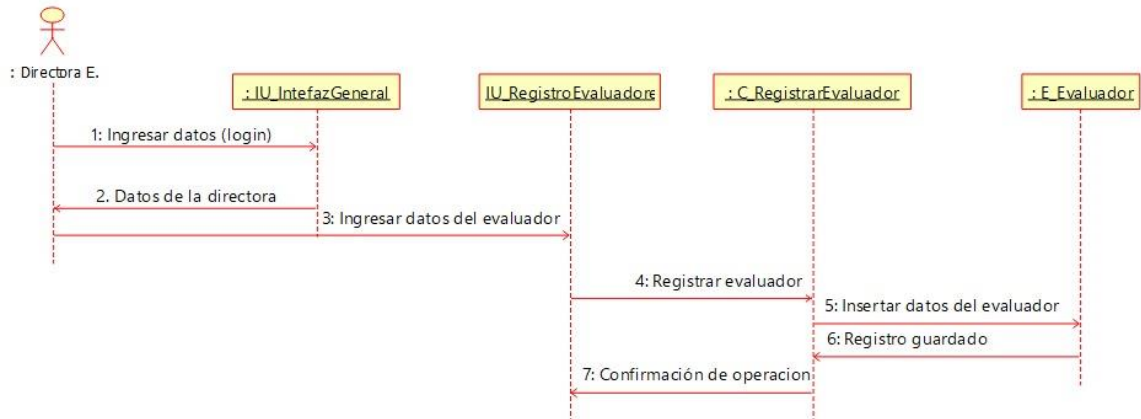 : Directora E.
: IU_IntefazGeneral
IU_RegistroEvaluadore
: C_RegistrarEvaluador
: E_Evaluador
1: Ingresar datos (login)
2. Datos de la directora
3: Ingresar datos del evaluador
4: Registrar evaluador
5: Insertar datos del evaluador
6: Registro guardado
7: Confirmación de operacion